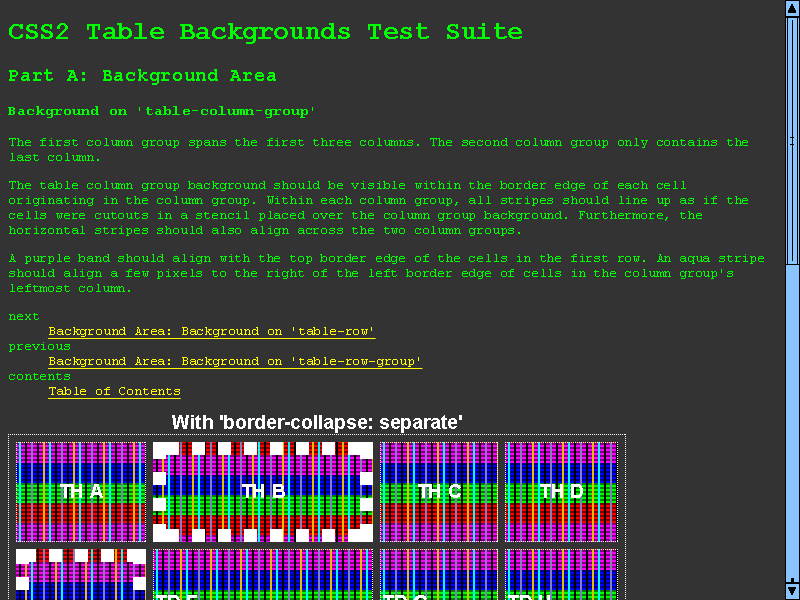 CSS2 Table Backgrounds Test Suite
Part A: Background Area
Background on 'table-column-group'
The first column group spans the first three columns. The second column group only contains the
last column.
The table column group background should be visible within the border edge of each cell
originating in the column group. Within each column group, all stripes should line up as if the
cells were cutouts in a stencil placed over the column group background. Furthermore, the
horizontal stripes should also align across the two column groups.
A purple band should align with the top border edge of the cells in the first row. An aqua stripe
should align a few pixels to the right of the left border edge of cells in the column group's
leftmost column.
next
Background Area: Background on 'table-row'
previous
Background Area: Background on 'table-row-group'
contents
Table of Contents
With 'border-collapse: separate'
TH A TH B TH C TH D